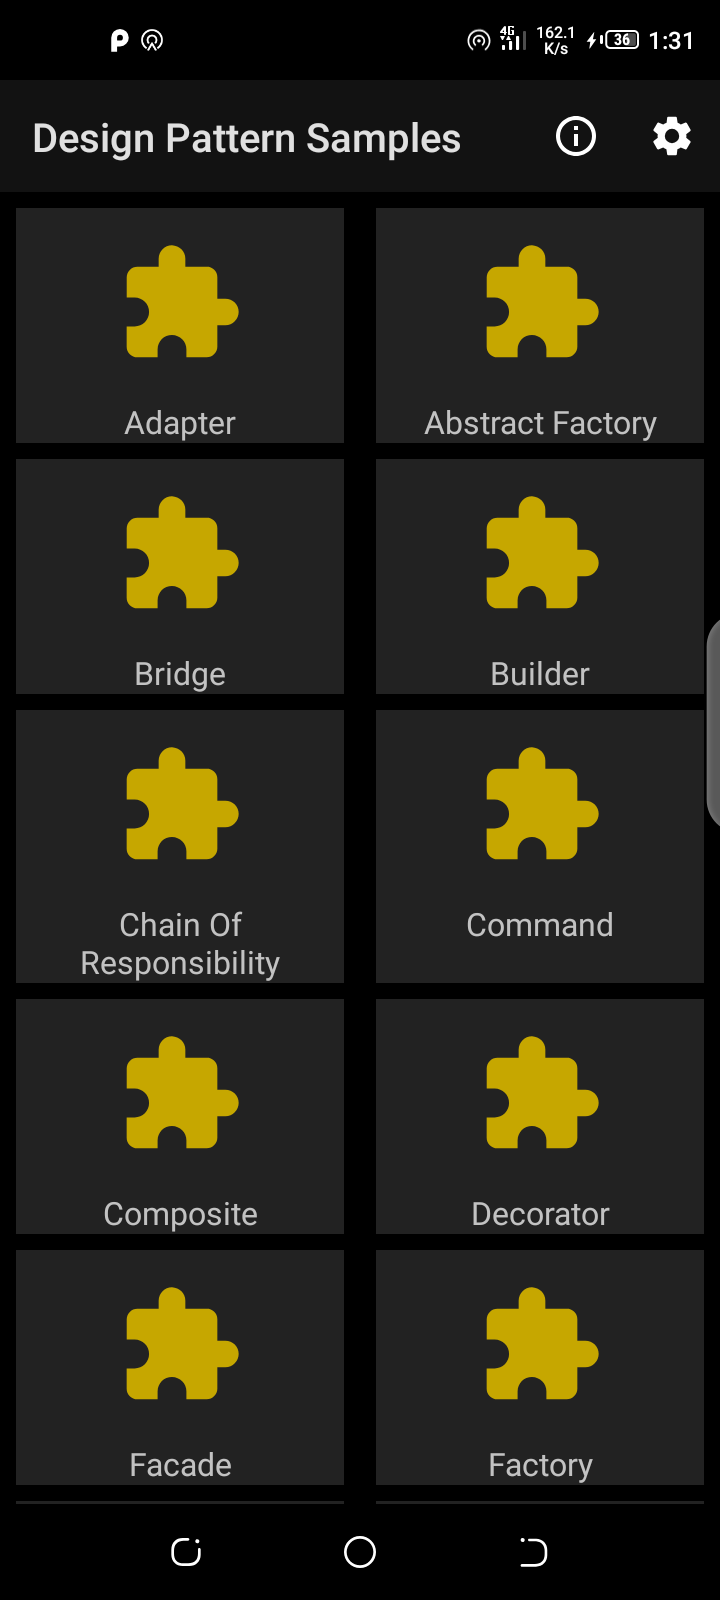 4G 162.1 K/s 36 1:31
Design Pattern Samples
Adapter
Abstract Factory
Bridge
Builder
Chain Of
Responsibility
Command
Composite
Decorator
Facade
Factory